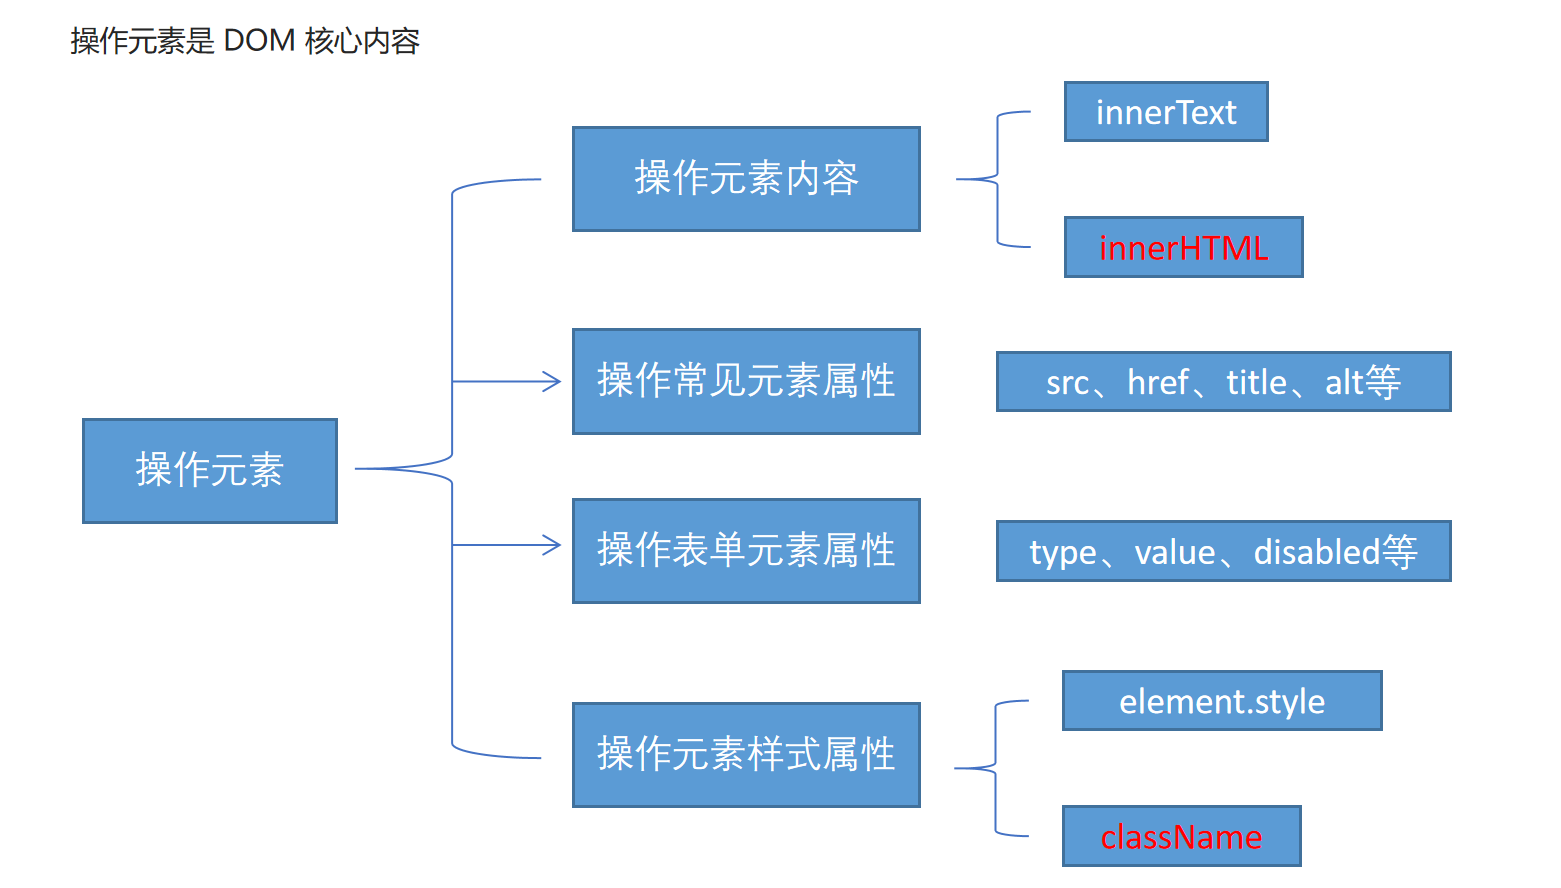 操作元素是 DOM 核心内容
操作元素
操作元素内容
innerText
innerHTML
操作常见元素属性
src、href、title、alt等
操作表单元素属性
type、value、disabled等
操作元素样式属性
element.style
className